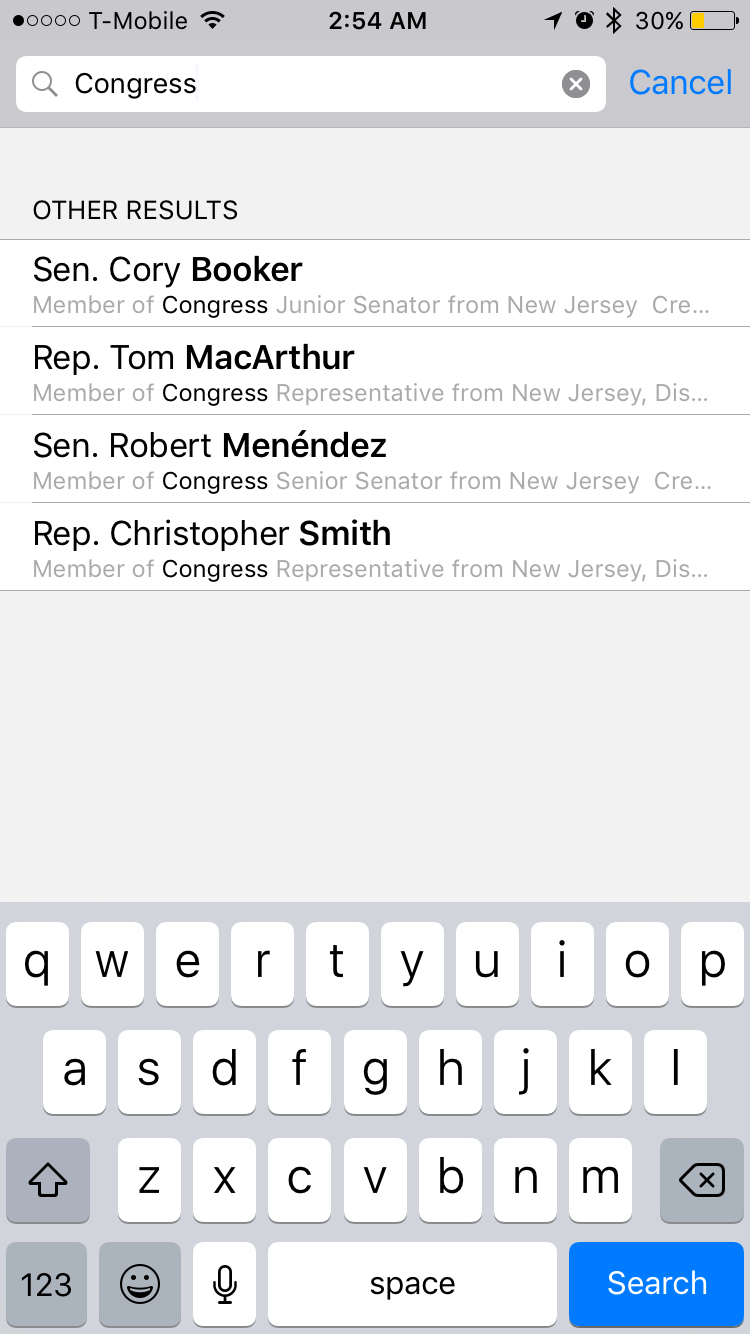 T-Mobile 2:54 AM 30%
Congress Cancel
OTHER RESULTS
Sen. Cory Booker
Member of Congress Junior Senator from New Jersey Cre...
Rep. Tom MacArthur
Member of Congress Representative from New Jersey, Dis...
Sen. Robert Menéndez
Member of Congress Senior Senator from New Jersey Cre...
Rep. Christopher Smith
Member of Congress Representative from New Jersey, Dis...
q w e r t y u i o p
a s d f g h j k l
z x c v b n m
123 space Search